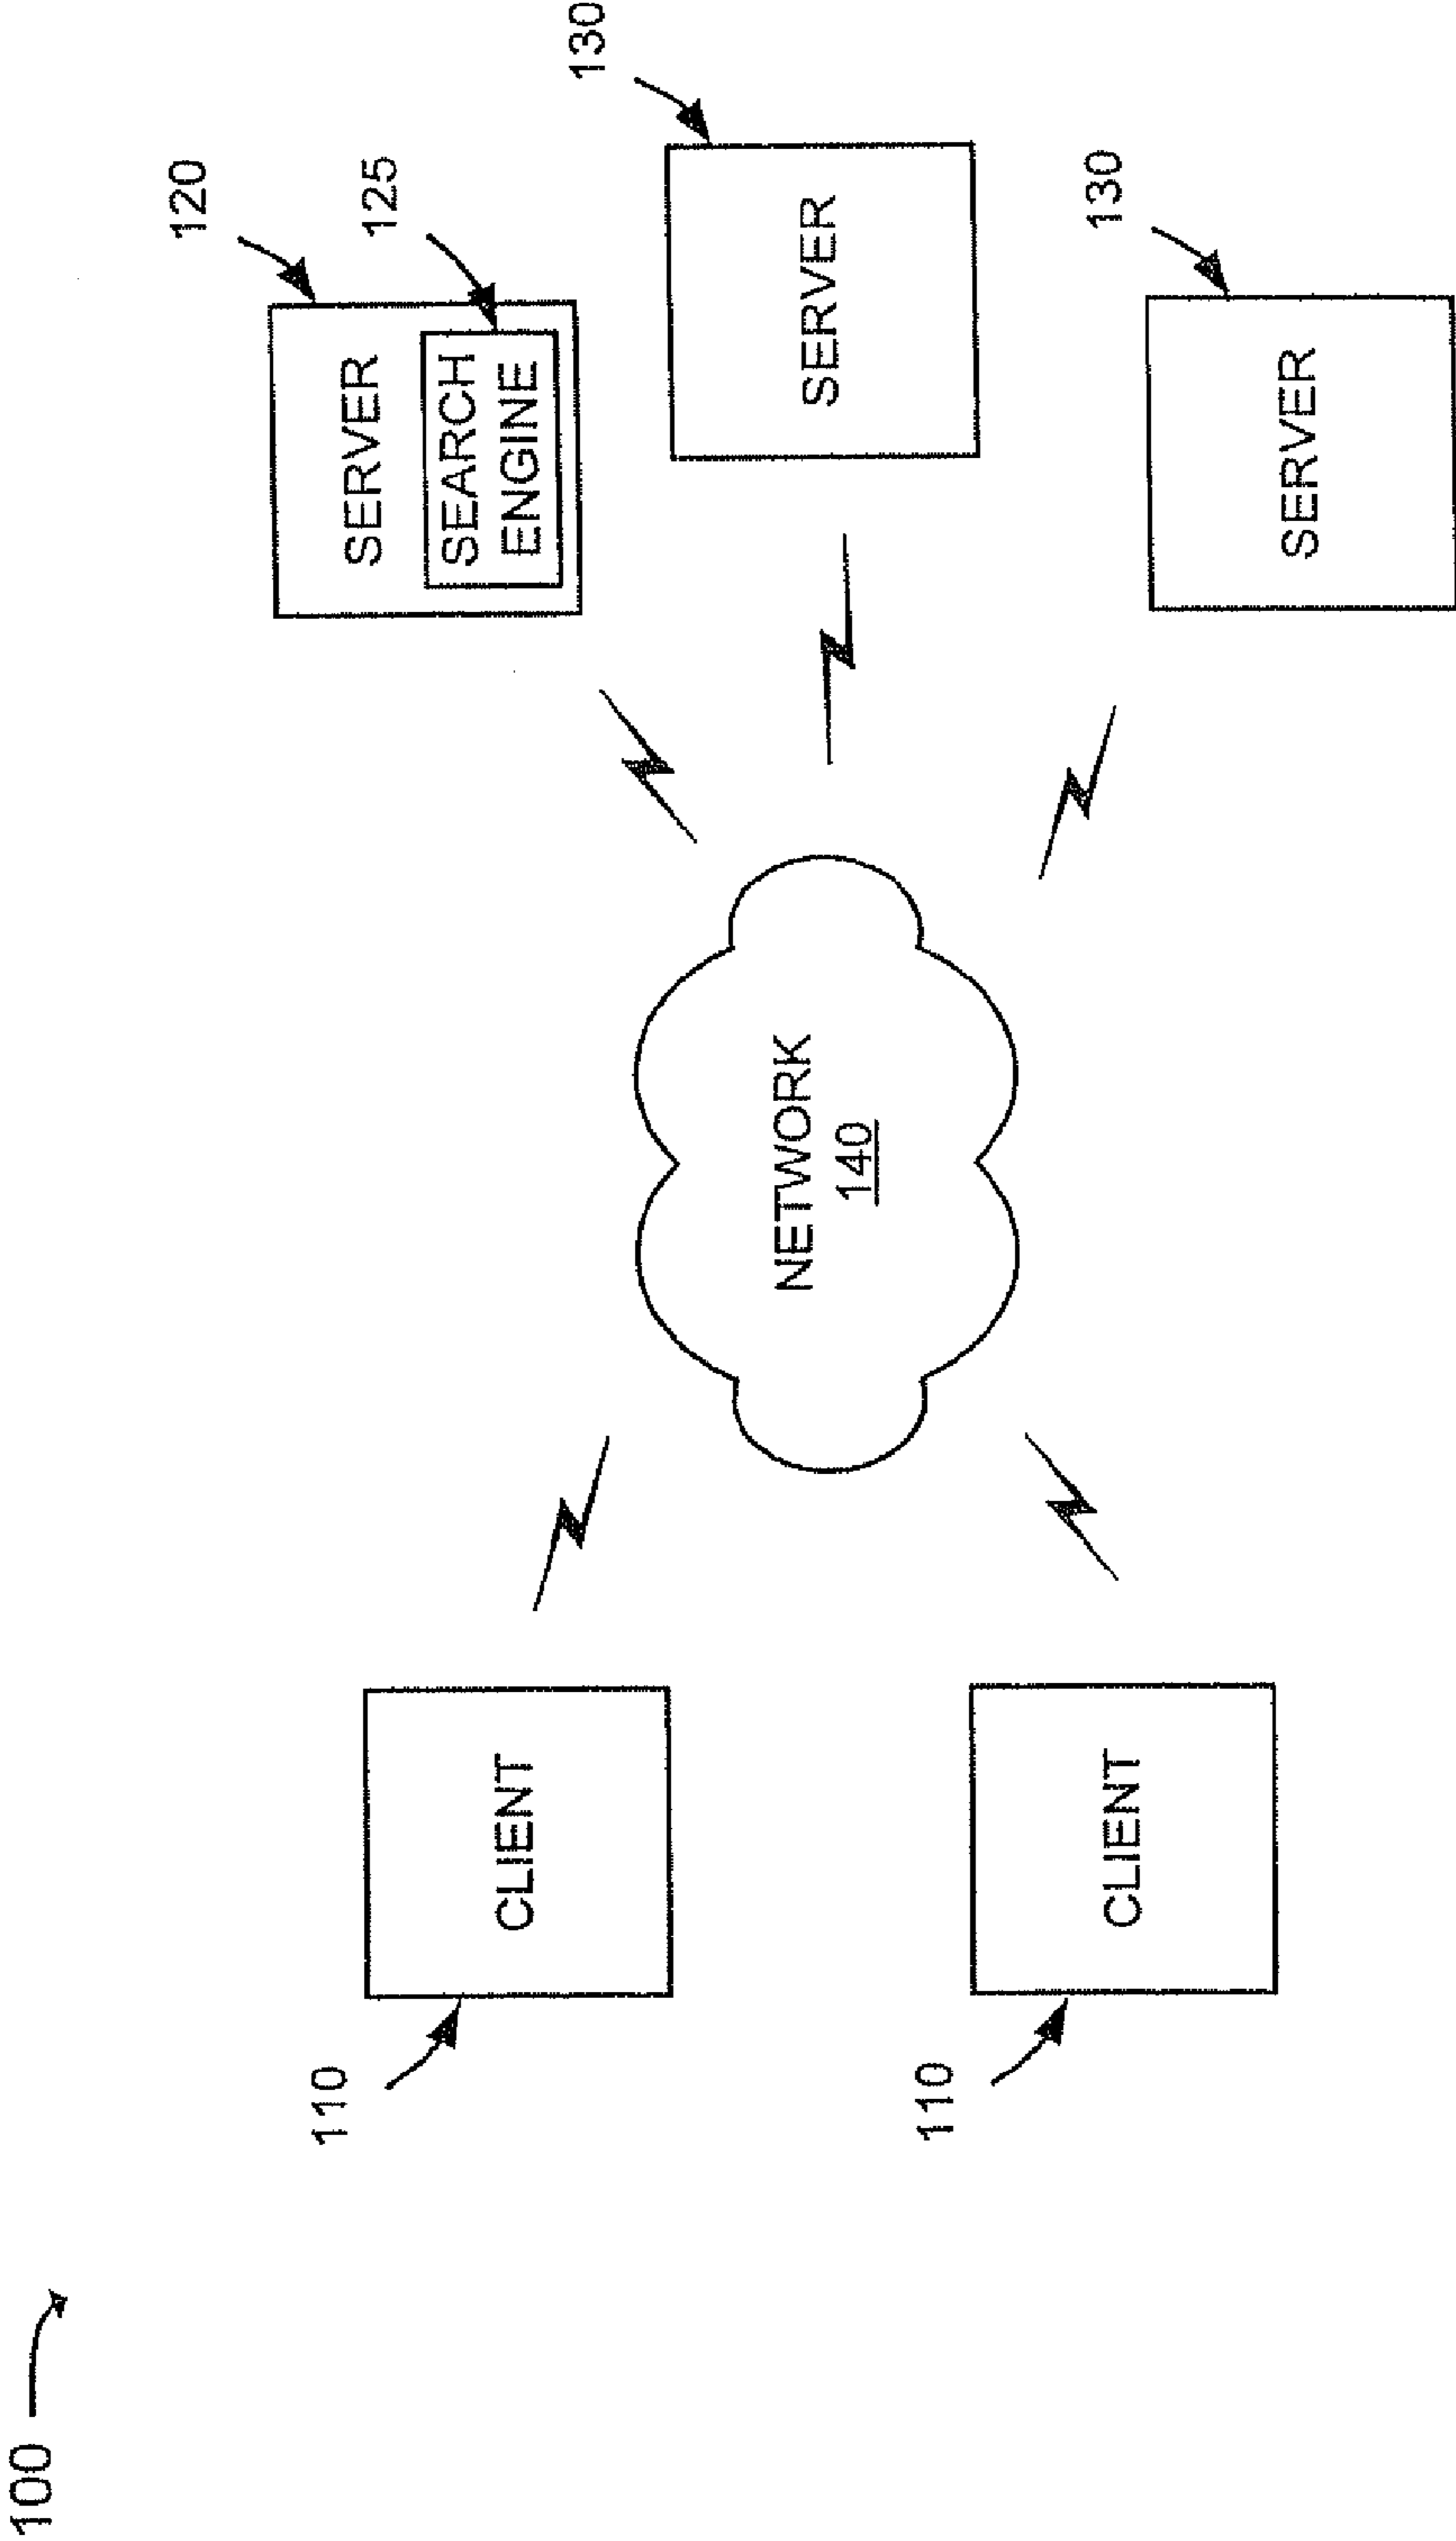 100
110
CLIENT
110
CLIENT
NETWORK
140
120
SERVER
125
SEARCH
ENGINE
130
SERVER
130
SERVER